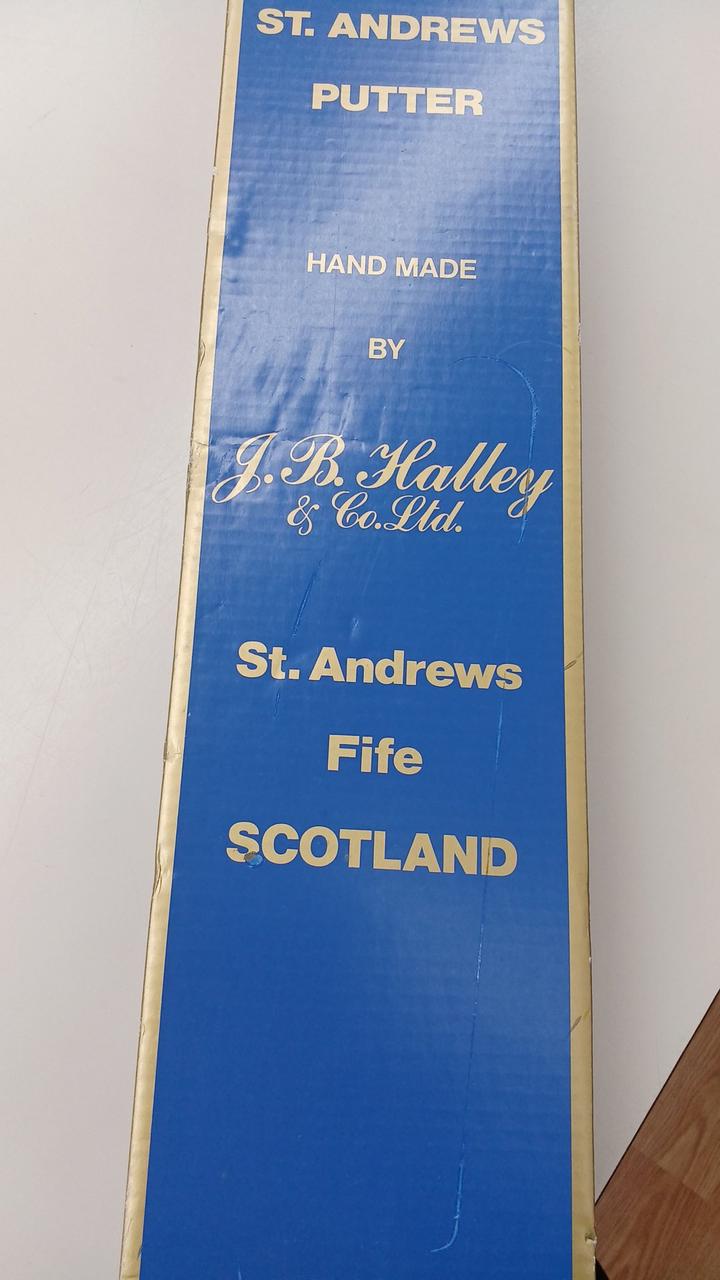 ST. ANDREWS
PUTTER
HAND MADE
BY
J.B. Halley
& Co.Ltd.
St. Andrews
Fife
SCOTLAND